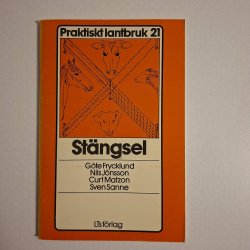 Praktiskt lantbruk 21
Stängsel
Göte Frycklund
Nils Jönsson
Curt Matzon
Sven Sanne
LTs förlag